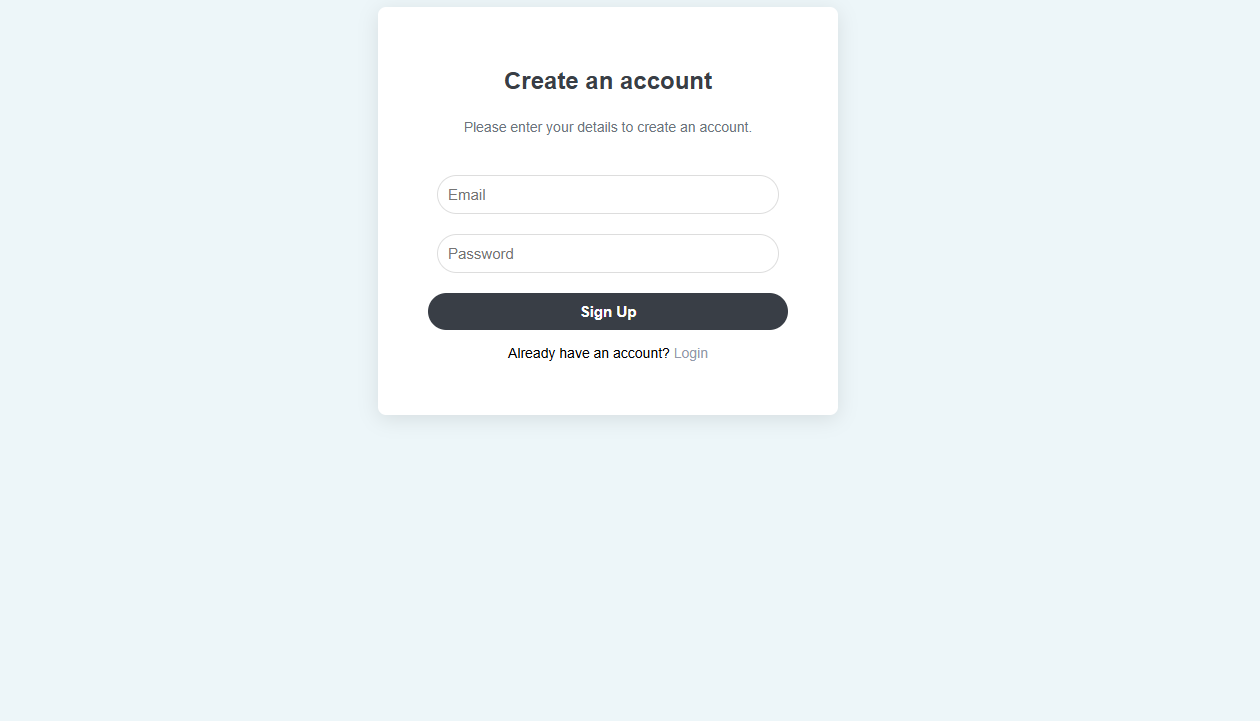 Create an account
Please enter your details to create an account.
Email
Password
Sign Up
Already have an account? Login